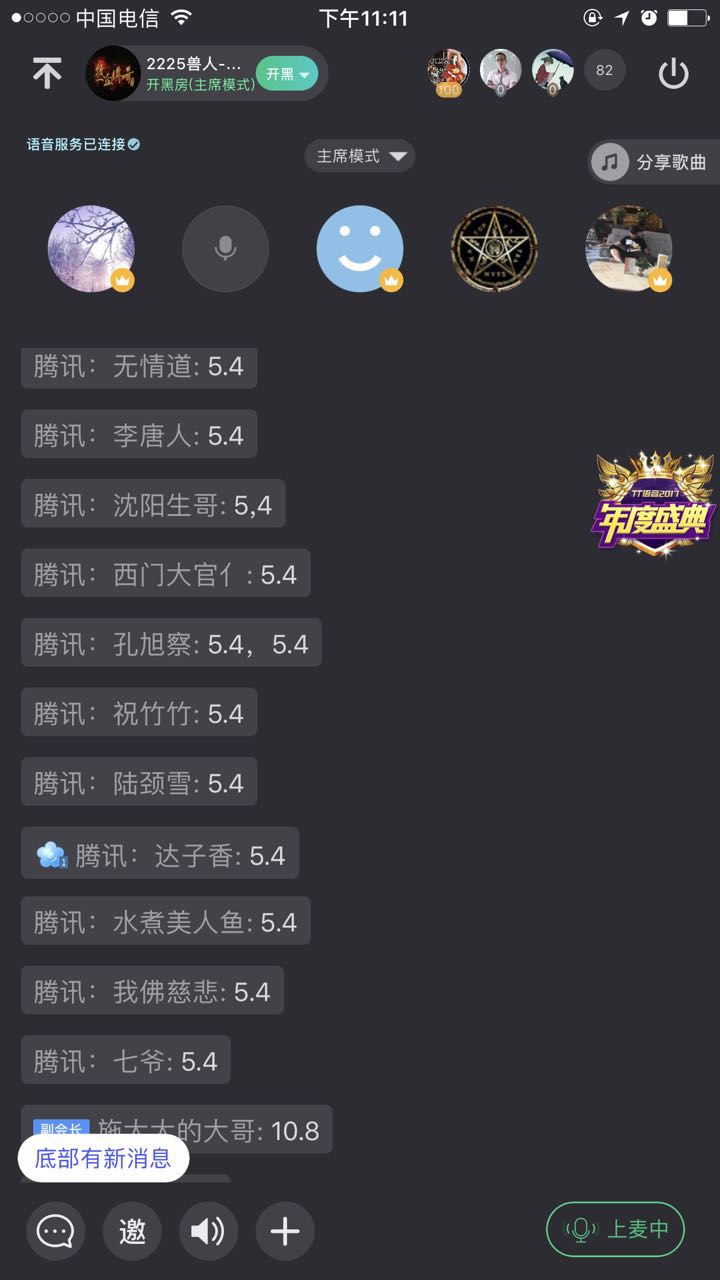 中国电信
下午11:11
2225兽人-...
开黑房(主席模式)
开黑
100
0
0
82
语音服务已连接
主席模式
分享歌曲
腾讯：无情道: 5.4
腾讯：李唐人: 5.4
腾讯：沈阳生哥: 5,4
TT语音2017
年度盛典
腾讯：西门大官亻: 5.4
腾讯：孔旭察: 5.4，5.4
腾讯：祝竹竹: 5.4
腾讯：陆颈雪: 5.4
1
腾讯：达子香: 5.4
腾讯：水煮美人鱼: 5.4
腾讯：我佛慈悲: 5.4
腾讯：七爷: 5.4
副会长 施大大的大哥: 10.8
底部有新消息
邀
上麦中